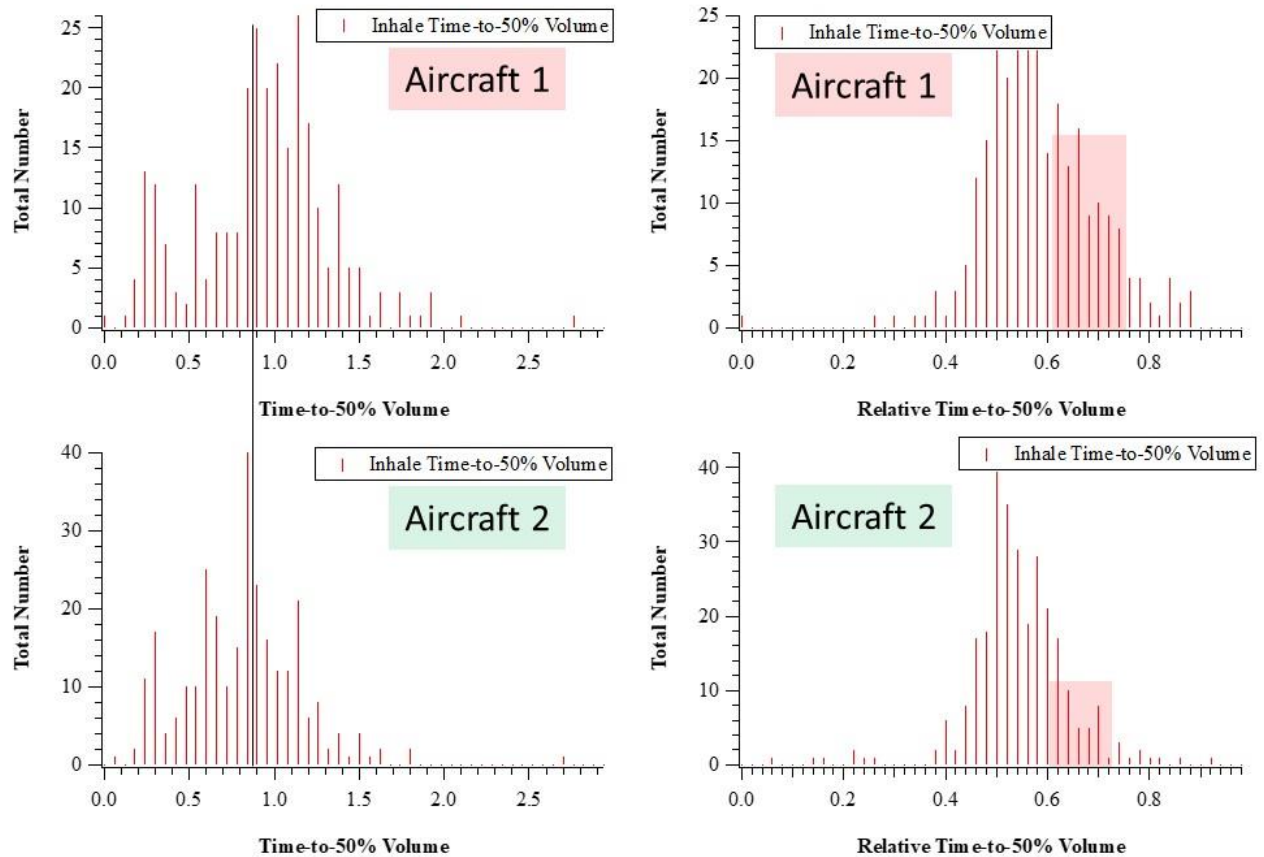 Inhale Time-to-50% Volume
Aircraft 1
Total Number
25
20
15
10
5
0
0.0 0.5 1.0 1.5 2.0 2.5
Time-to-50% Volume
Inhale Time-to-50% Volume
Aircraft 1
Total Number
25
20
15
10
5
0
0.0 0.2 0.4 0.6 0.8
Relative Time-to-50% Volume
Inhale Time-to-50% Volume
Aircraft 2
Total Number
40
30
20
10
0
0.0 0.5 1.0 1.5 2.0 2.5
Time-to-50% Volume
Inhale Time-to-50% Volume
Aircraft 2
Total Number
40
30
20
10
0
0.0 0.2 0.4 0.6 0.8
Relative Time-to-50% Volume